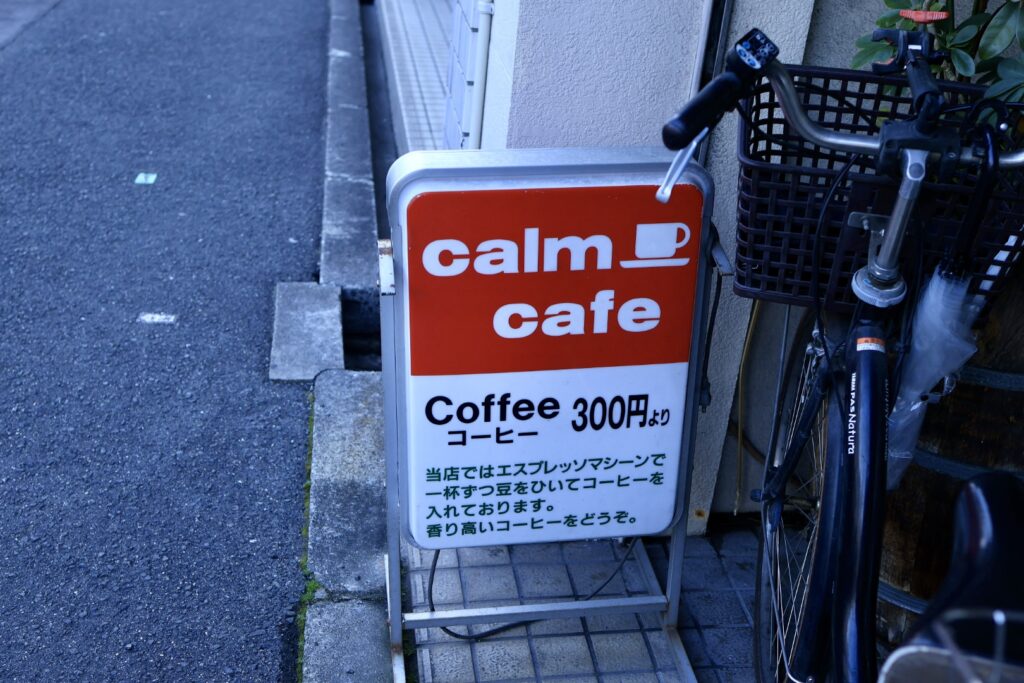 calm
cafe
Coffee 300円より
コーヒー
当店ではエスプレッソマシーンで
一杯ずつ豆をひいてコーヒーを
入れております。
香り高いコーヒーをどうぞ。
PAS Natura